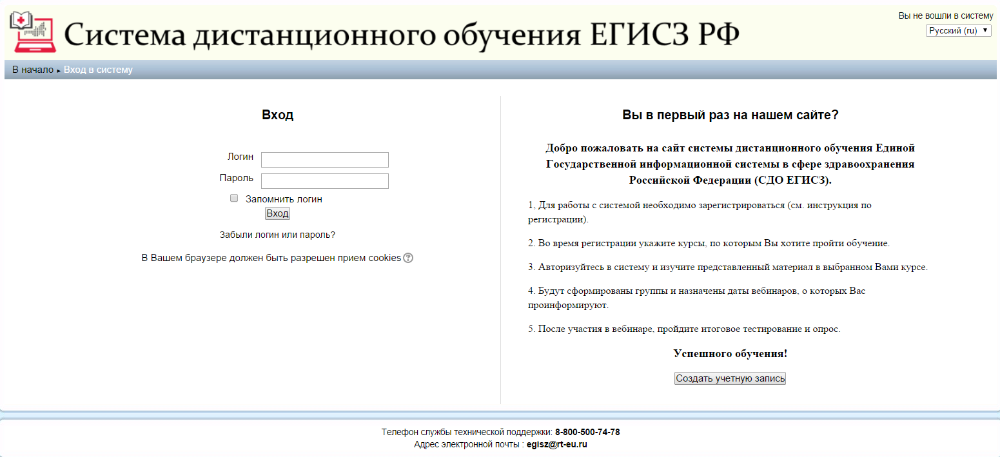 Система дистанционного обучения ЕГИСЗ РФ
Вы не вошли в систему
Русский (ru)
В начало ► Вход в систему
Вход
Логин
Пароль
Запомнить логин
Вход
Забыли логин или пароль?
В Вашем браузере должен быть разрешен прием cookies
Вы в первый раз на нашем сайте?
Добро пожаловать на сайт системы дистанционного обучения Единой
Государственной информационной системы в сфере здравоохранения
Российской Федерации (СДО ЕГИСЗ).
1, Для работы с системой необходимо зарегистрироваться (см. инструкция по
регистрации).
2. Во время регистрации укажите курсы, по которым Вы хотите пройти обучение.
3. Авторизуйтесь в систему и изучите представленный материал в выбранном Вами курсе.
4. Будут сформированы группы и назначены даты вебинаров, о которых Вас
проинформируют.
5. После участия в вебинаре, пройдите итоговое тестирование и опрос.
Успешного обучения!
Создать учетную запись
Телефон службы технической поддержки: 8-800-500-74-78
Адрес электронной почты : egisz@rt-eu.ru